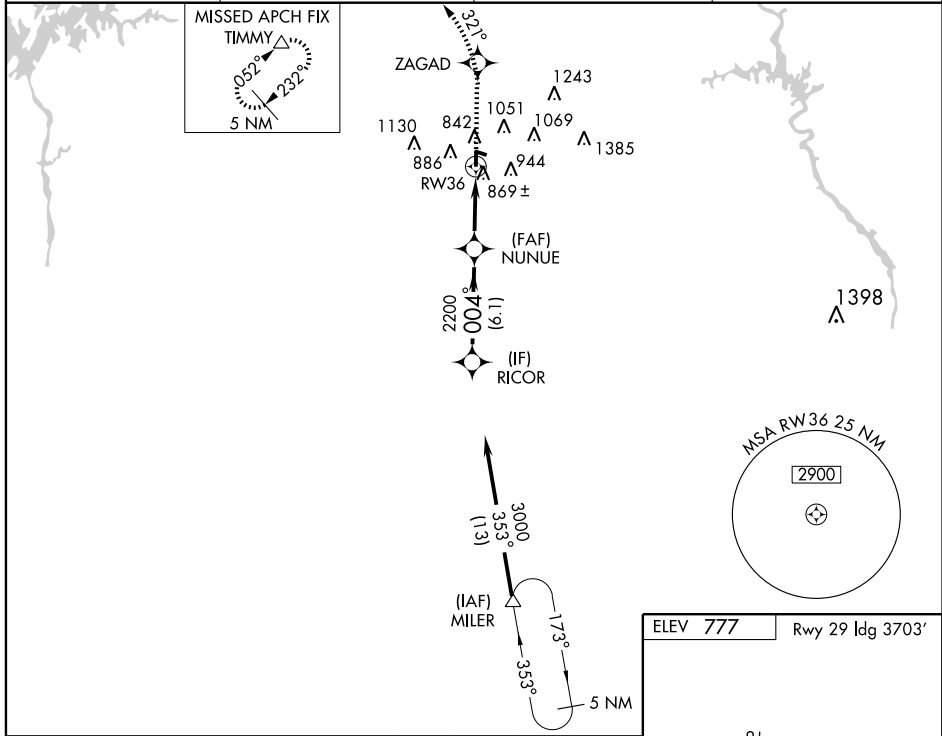 MISSED APCH FIX
TIMMY
052°
232°
5 NM
321°
ZAGAD
1243
1051
842
1069
1130
1385
886
944
RW36
869 ±
(FAF)
NUNUE
2200
004°
(6.1)
1398
(IF)
RICOR
MSA RW36 25 NM
2900
3000
353°
(13)
(IAF)
MILER
173°
353°
5 NM
ELEV 777
Rwy 29 ldg 3703'